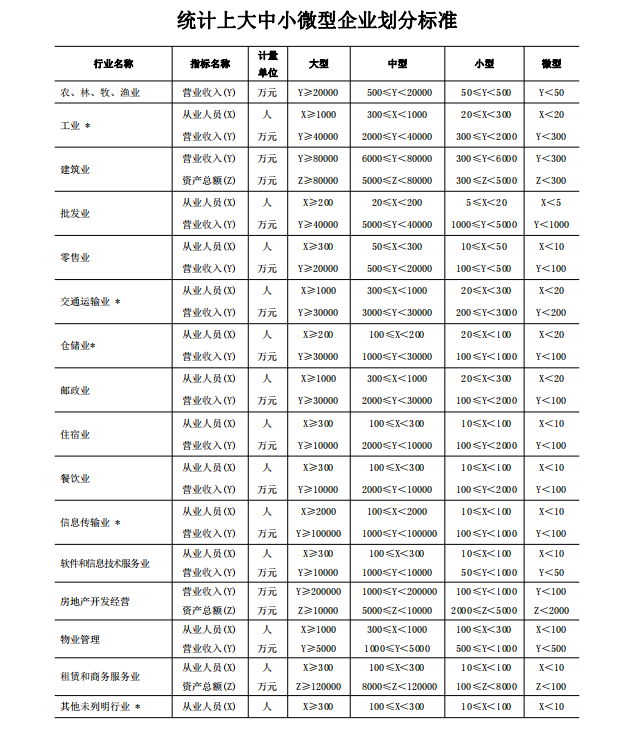 统计上大中小微型企业划分标准
行业名称 指标名称 计量单位 大型 中型 小型 微型
农、林、牧、渔业 营业收入(Y) 万元 Y≥20000 500≤Y<20000 50≤Y<500 Y<50
工业 * 从业人员(X) 人 X≥1000 300≤X<1000 20≤X<300 X<20
营业收入(Y) 万元 Y≥40000 2000≤Y<40000 300≤Y<2000 Y<300
建筑业 营业收入(Y) 万元 Y≥80000 6000≤Y<80000 300≤Y<6000 Y<300
资产总额(Z) 万元 Z≥80000 5000≤Z<80000 300≤Z<5000 Z<300
批发业 从业人员(X) 人 X≥200 20≤X<200 5≤X<20 X<5
营业收入(Y) 万元 Y≥40000 5000≤Y<40000 1000≤Y<5000 Y<1000
零售业 从业人员(X) 人 X≥300 50≤X<300 10≤X<50 X<10
营业收入(Y) 万元 Y≥20000 500≤Y<20000 100≤Y<500 Y<100
交通运输业 * 从业人员(X) 人 X≥1000 300≤X<1000 20≤X<300 X<20
营业收入(Y) 万元 Y≥30000 3000≤Y<30000 200≤Y<3000 Y<200
仓储业* 从业人员(X) 人 X≥200 100≤X<200 20≤X<100 X<20
营业收入(Y) 万元 Y≥30000 1000≤Y<30000 100≤Y<1000 Y<100
邮政业 从业人员(X) 人 X≥1000 300≤X<1000 20≤X<300 X<20
营业收入(Y) 万元 Y≥30000 2000≤Y<30000 100≤Y<2000 Y<100
住宿业 从业人员(X) 人 X≥300 100≤X<300 10≤X<100 X<10
营业收入(Y) 万元 Y≥10000 2000≤Y<10000 100≤Y<2000 Y<100
餐饮业 从业人员(X) 人 X≥300 100≤X<300 10≤X<100 X<10
营业收入(Y) 万元 Y≥10000 2000≤Y<10000 100≤Y<2000 Y<100
信息传输业 * 从业人员(X) 人 X≥2000 100≤X<2000 10≤X<100 X<10
营业收入(Y) 万元 Y≥100000 1000≤Y<100000 100≤Y<1000 Y<100
软件和信息技术服务业 从业人员(X) 人 X≥300 100≤X<300 10≤X<100 X<10
营业收入(Y) 万元 Y≥10000 1000≤Y<10000 50≤Y<1000 Y<50
房地产开发经营 营业收入(Y) 万元 Y≥200000 1000≤Y<200000 100≤Y<1000 Y<100
资产总额(Z) 万元 Z≥10000 5000≤Z<10000 2000≤Z<5000 Z<2000
物业管理 从业人员(X) 人 X≥1000 300≤X<1000 100≤X<300 X<100
营业收入(Y) 万元 Y≥5000 1000≤Y<5000 500≤Y<1000 Y<500
租赁和商务服务业 从业人员(X) 人 X≥300 100≤X<300 10≤X<100 X<10
资产总额(Z) 万元 Z≥120000 8000≤Z<120000 100≤Z<8000 Z<100
其他未列明行业 * 从业人员(X) 人 X≥300 100≤X<300 10≤X<100 X<10